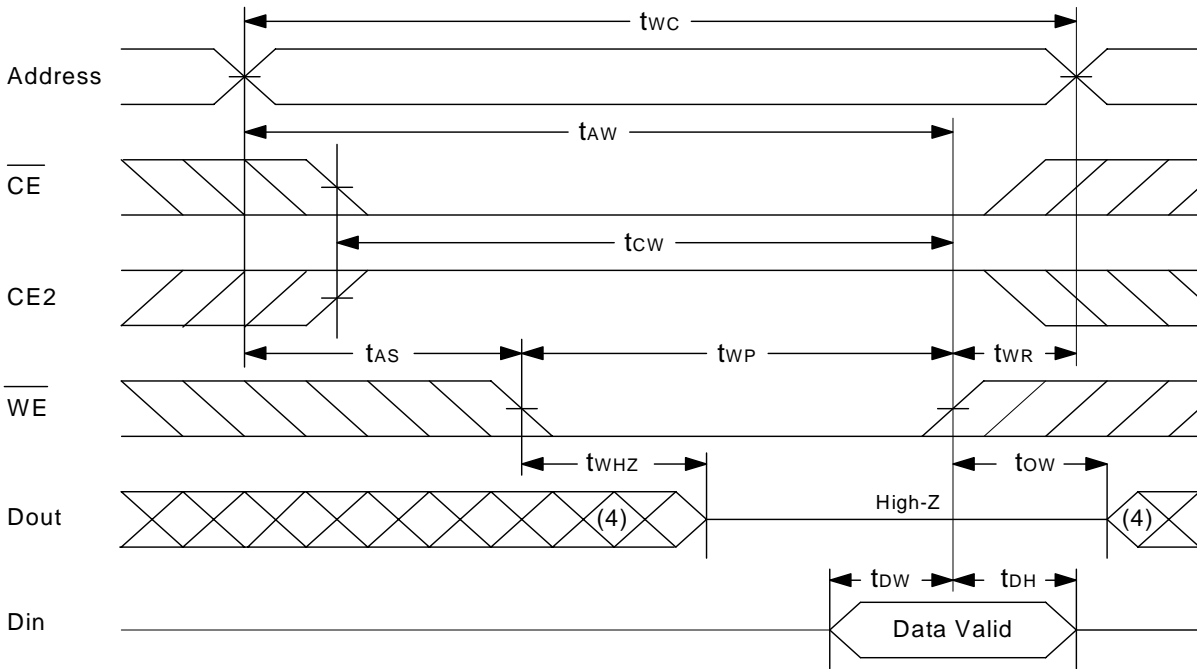 tWC
Address
tAW
CE
tCW
CE2
tAS tWP tWR
WE
tWHZ tOW
Dout (4) High-Z (4)
tDW tDH
Din Data Valid